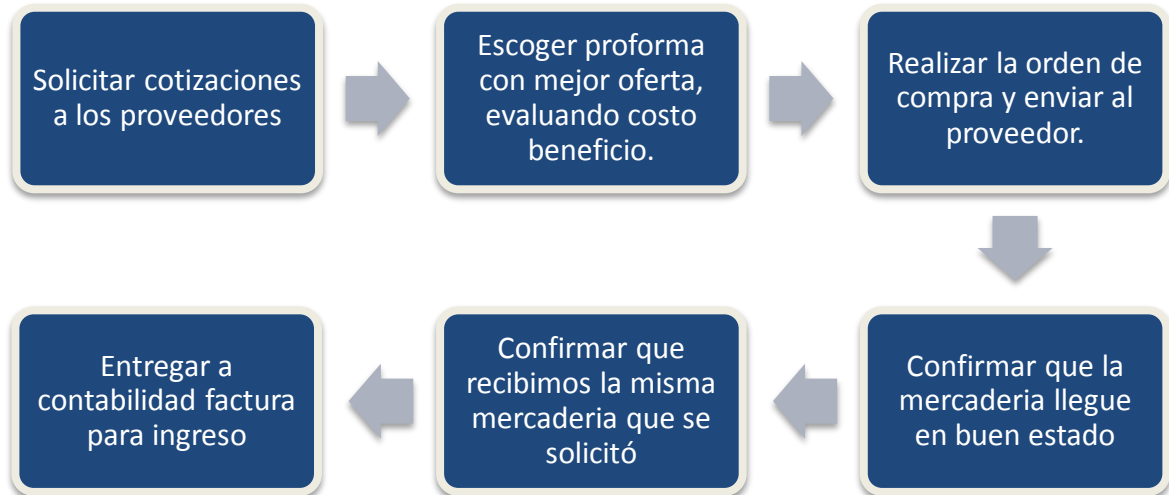 Solicitar cotizaciones
a los proveedores
Escoger proforma
con mejor oferta,
evaluando costo
beneficio.
Realizar la orden de
compra y enviar al
proveedor.
Confirmar que la
mercaderia llegue
en buen estado
Confirmar que
recibimos la misma
mercaderia que se
solicitó
Entregar a
contabilidad factura
para ingreso